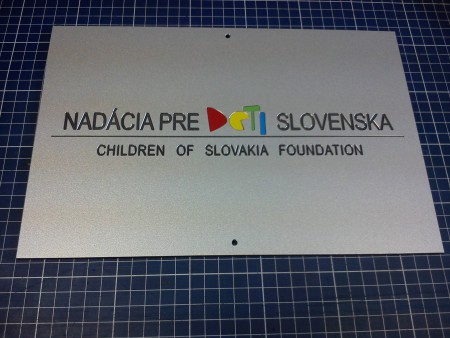 NADÁCIA PRE DETI SLOVENSKA
CHILDREN OF SLOVAKIA FOUNDATION